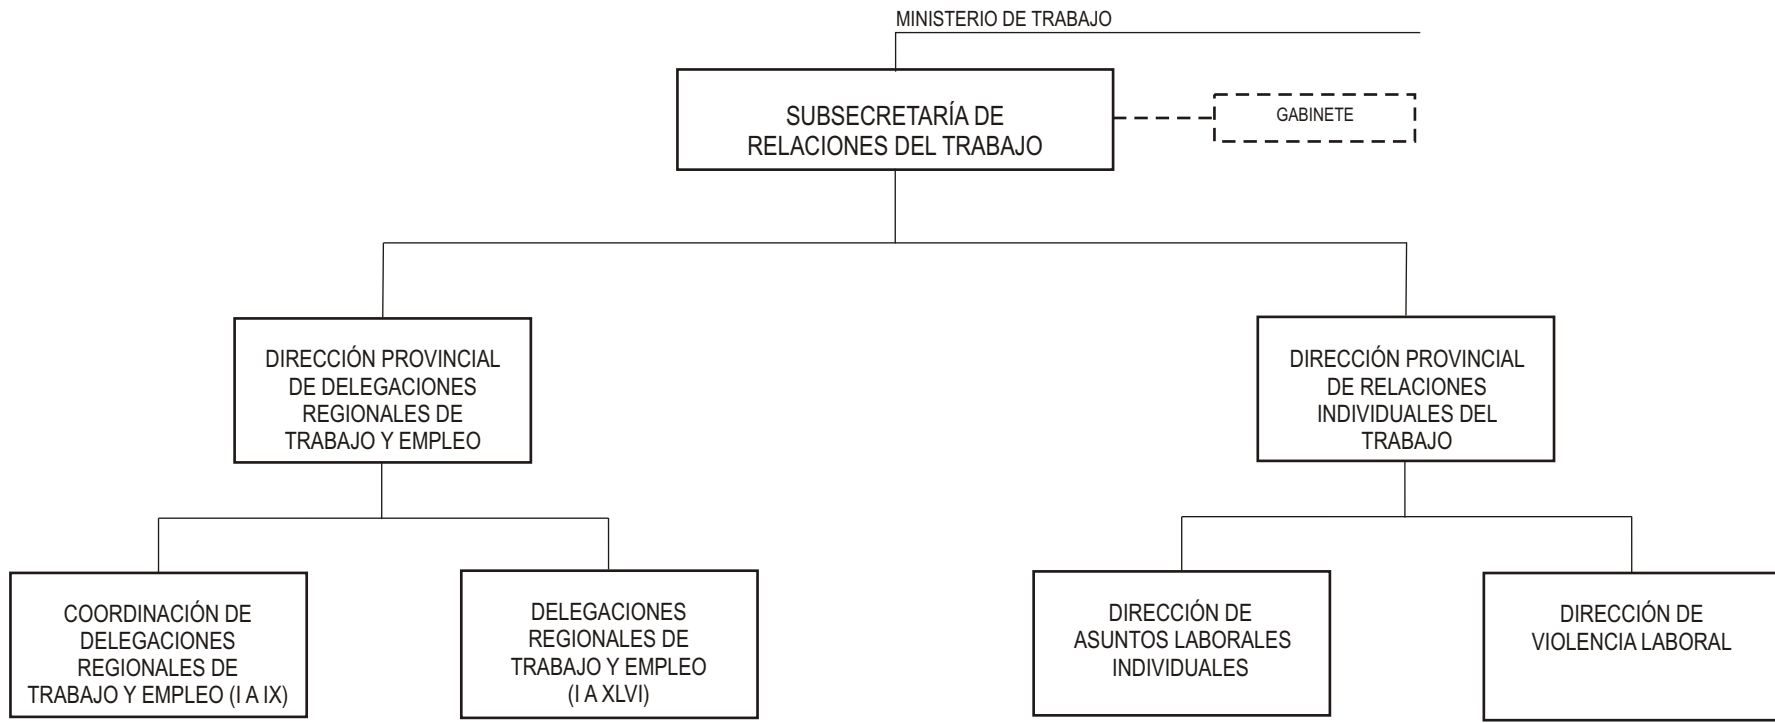 MINISTERIO DE TRABAJO
SUBSECRETARÍA DE
RELACIONES DEL TRABAJO
GABINETE
DIRECCIÓN PROVINCIAL
DE DELEGACIONES
REGIONALES DE
TRABAJO Y EMPLEO
DIRECCIÓN PROVINCIAL
DE RELACIONES
INDIVIDUALES DEL
TRABAJO
COORDINACIÓN DE
DELEGACIONES
REGIONALES DE
TRABAJO Y EMPLEO (I A IX)
DELEGACIONES
REGIONALES DE
TRABAJO Y EMPLEO
(I A XLVI)
DIRECCIÓN DE
ASUNTOS LABORALES
INDIVIDUALES
DIRECCIÓN DE
VIOLENCIA LABORAL